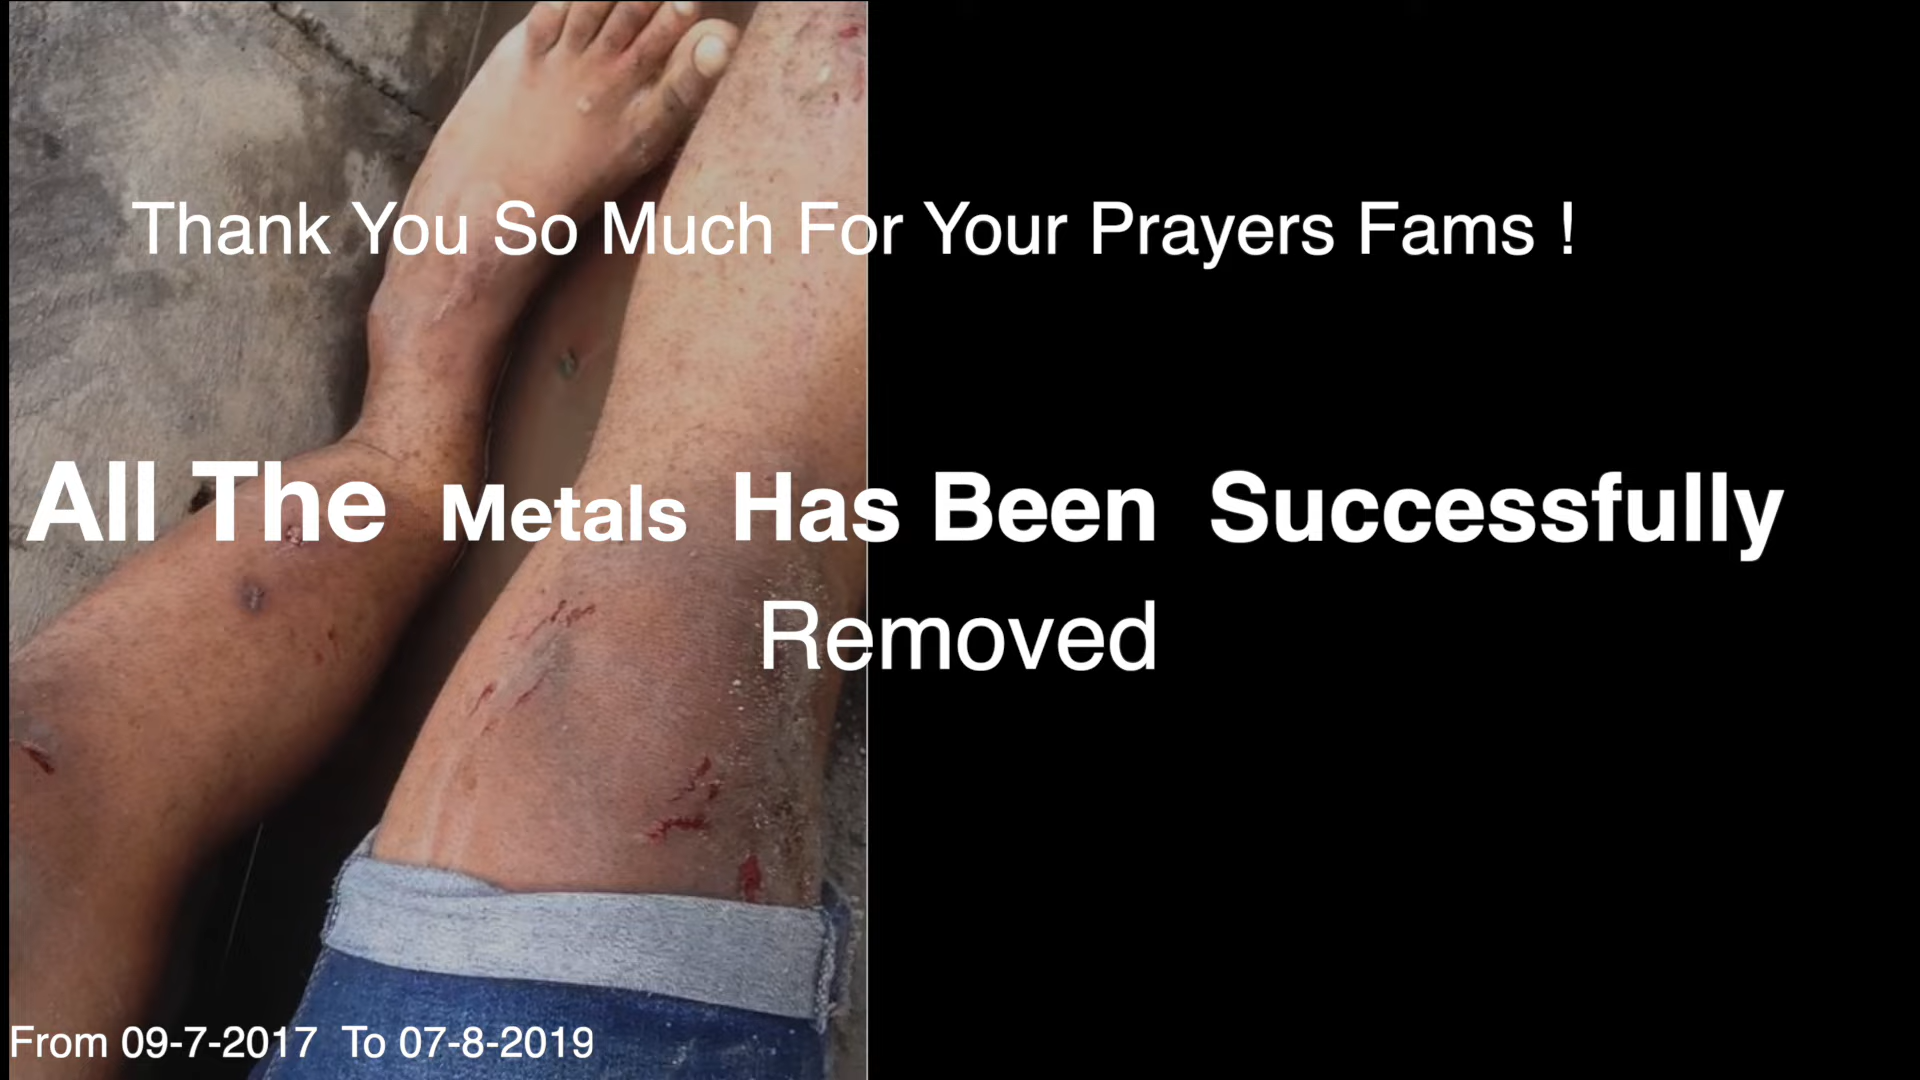 Thank You So Much For Your Prayers Fams !
All The Metals Has Been Successfully
Removed
From 09-7-2017 To 07-8-2019